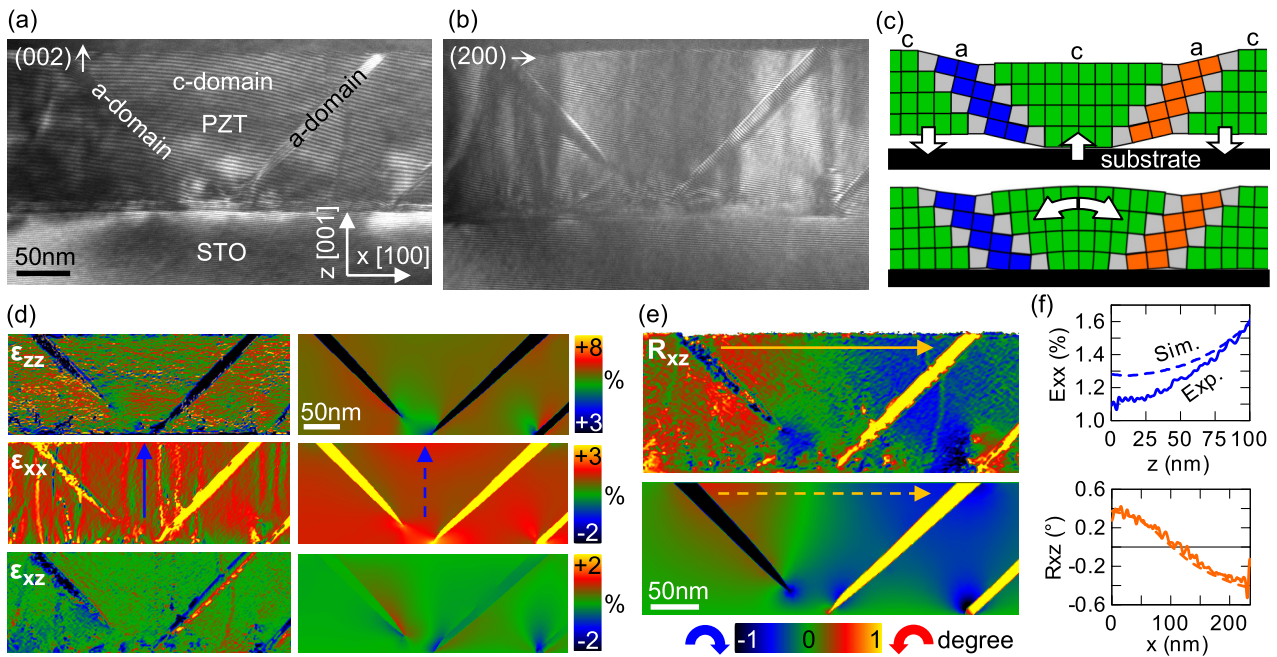 (a)
(002)
c-domain
a-domain
PZT
a-domain
STO
50nm
z [001]
x [100]
(b)
(200)
(c)
c
a
c
a
c
substrate
(d)
εzz
+8
%
+3
εxx
+3
%
-2
εxz
+2
%
-2
(e)
Rxz
50nm
50nm
-1
0
1
degree
(f)
Exx (%)
1.6
1.4
1.2
1.0
Sim.
Exp.
0
25
50
75
100
z (nm)
Rxz (°)
0.6
0.2
-0.2
-0.6
0
100
200
x (nm)